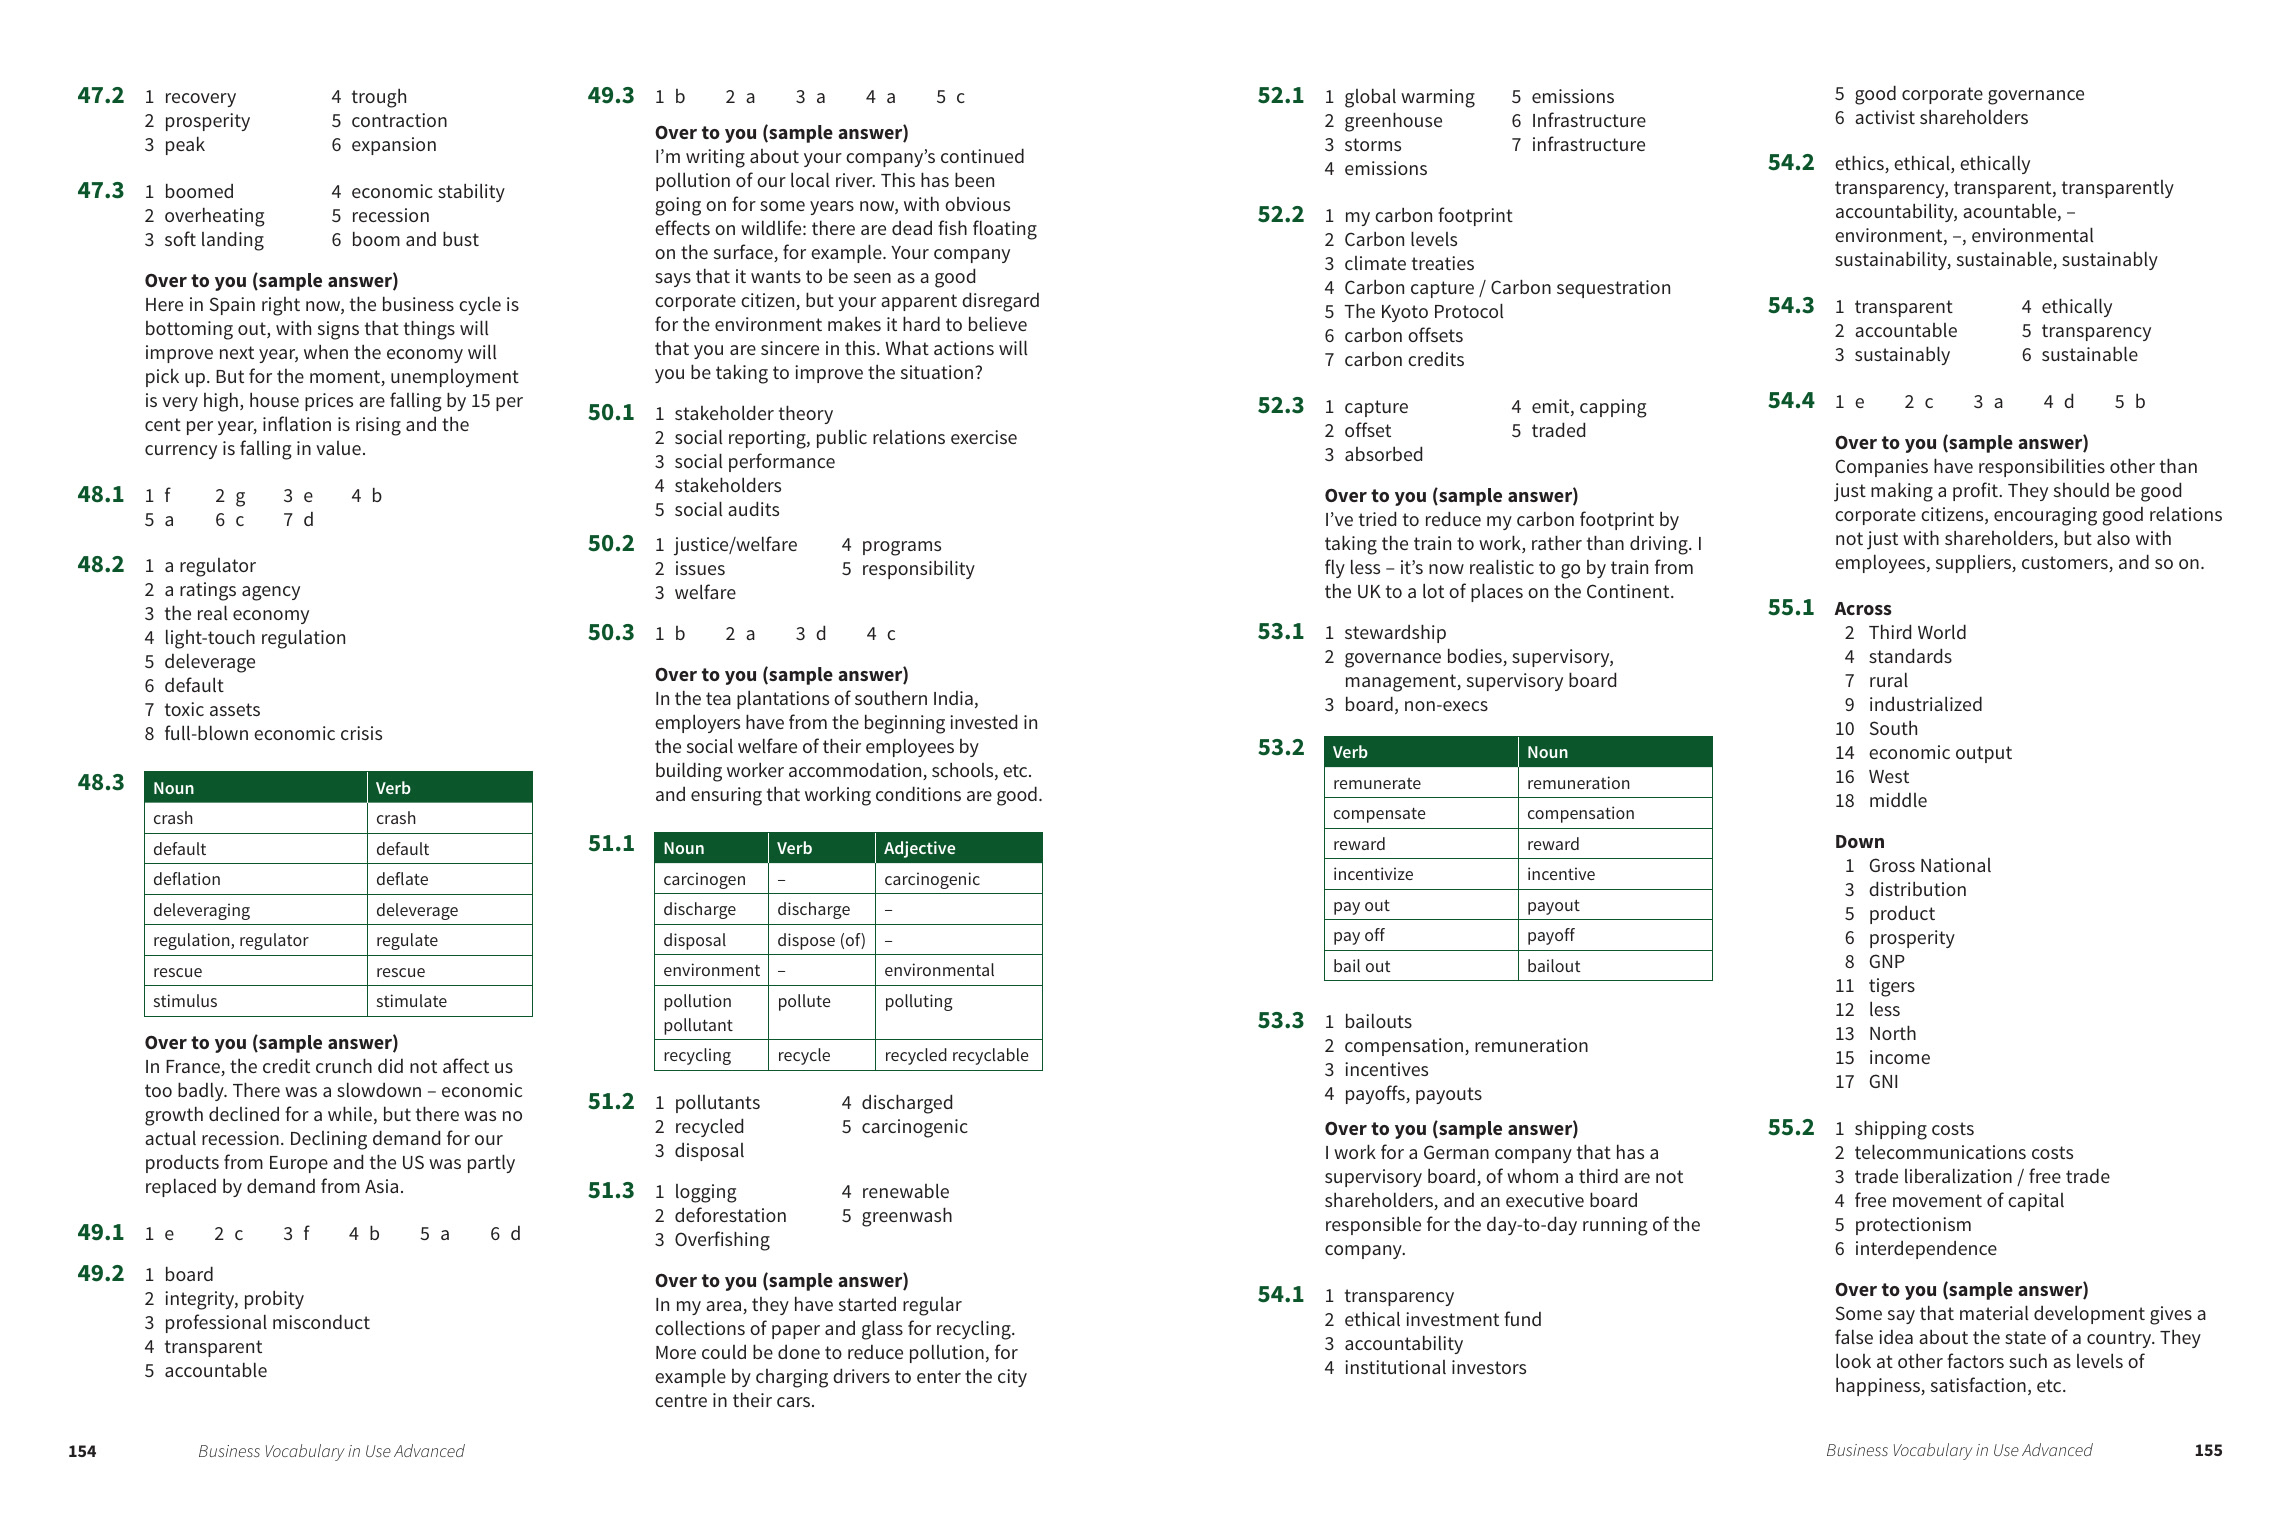 47.2 1 recovery 4 trough
2 prosperity 5 contraction
3 peak 6 expansion
47.3 1 boomed 4 economic stability
2 overheating 5 recession
3 soft landing 6 boom and bust
Over to you (sample answer)
Here in Spain right now, the business cycle is
bottoming out, with signs that things will
improve next year, when the economy will
pick up. But for the moment, unemployment
is very high, house prices are falling by 15 per
cent per year, inflation is rising and the
currency is falling in value.
48.1 1 f 2 g 3 e 4 b
5 a 6 c 7 d
48.2 1 a regulator
2 a ratings agency
3 the real economy
4 light-touch regulation
5 deleverage
6 default
7 toxic assets
8 full-blown economic crisis
48.3 Noun Verb
crash crash
default default
deflation deflate
deleveraging deleverage
regulation, regulator regulate
rescue rescue
stimulus stimulate
Over to you (sample answer)
In France, the credit crunch did not affect us
too badly. There was a slowdown – economic
growth declined for a while, but there was no
actual recession. Declining demand for our
products from Europe and the US was partly
replaced by demand from Asia.
49.1 1 e 2 c 3 f 4 b 5 a 6 d
49.2 1 board
2 integrity, probity
3 professional misconduct
4 transparent
5 accountable
49.3 1 b 2 a 3 a 4 a 5 c
Over to you (sample answer)
I’m writing about your company’s continued
pollution of our local river. This has been
going on for some years now, with obvious
effects on wildlife: there are dead fish floating
on the surface, for example. Your company
says that it wants to be seen as a good
corporate citizen, but your apparent disregard
for the environment makes it hard to believe
that you are sincere in this. What actions will
you be taking to improve the situation?
50.1 1 stakeholder theory
2 social reporting, public relations exercise
3 social performance
4 stakeholders
5 social audits
50.2 1 justice/welfare 4 programs
2 issues 5 responsibility
3 welfare
50.3 1 b 2 a 3 d 4 c
Over to you (sample answer)
In the tea plantations of southern India,
employers have from the beginning invested in
the social welfare of their employees by
building worker accommodation, schools, etc.
and ensuring that working conditions are good.
51.1 Noun Verb Adjective
carcinogen – carcinogenic
discharge discharge –
disposal dispose (of) –
environment – environmental
pollution pollute polluting
pollutant
recycling recycle recycled recyclable
51.2 1 pollutants 4 discharged
2 recycled 5 carcinogenic
3 disposal
51.3 1 logging 4 renewable
2 deforestation 5 greenwash
3 Overfishing
Over to you (sample answer)
In my area, they have started regular
collections of paper and glass for recycling.
More could be done to reduce pollution, for
example by charging drivers to enter the city
centre in their cars.
154 Business Vocabulary in Use Advanced
52.1 1 global warming 5 emissions
2 greenhouse 6 Infrastructure
3 storms 7 infrastructure
4 emissions
52.2 1 my carbon footprint
2 Carbon levels
3 climate treaties
4 Carbon capture / Carbon sequestration
5 The Kyoto Protocol
6 carbon offsets
7 carbon credits
52.3 1 capture 4 emit, capping
2 offset 5 traded
3 absorbed
Over to you (sample answer)
I’ve tried to reduce my carbon footprint by
taking the train to work, rather than driving. I
fly less – it’s now realistic to go by train from
the UK to a lot of places on the Continent.
53.1 1 stewardship
2 governance bodies, supervisory,
management, supervisory board
3 board, non-execs
53.2 Verb Noun
remunerate remuneration
compensate compensation
reward reward
incentivize incentive
pay out payout
pay off payoff
bail out bailout
53.3 1 bailouts
2 compensation, remuneration
3 incentives
4 payoffs, payouts
Over to you (sample answer)
I work for a German company that has a
supervisory board, of whom a third are not
shareholders, and an executive board
responsible for the day-to-day running of the
company.
54.1 1 transparency
2 ethical investment fund
3 accountability
4 institutional investors
5 good corporate governance
6 activist shareholders
54.2 ethics, ethical, ethically
transparency, transparent, transparently
accountability, acountable, –
environment, –, environmental
sustainability, sustainable, sustainably
54.3 1 transparent 4 ethically
2 accountable 5 transparency
3 sustainably 6 sustainable
54.4 1 e 2 c 3 a 4 d 5 b
Over to you (sample answer)
Companies have responsibilities other than
just making a profit. They should be good
corporate citizens, encouraging good relations
not just with shareholders, but also with
employees, suppliers, customers, and so on.
55.1 Across
2 Third World
4 standards
7 rural
9 industrialized
10 South
14 economic output
16 West
18 middle
Down
1 Gross National
3 distribution
5 product
6 prosperity
8 GNP
11 tigers
12 less
13 North
15 income
17 GNI
55.2 1 shipping costs
2 telecommunications costs
3 trade liberalization / free trade
4 free movement of capital
5 protectionism
6 interdependence
Over to you (sample answer)
Some say that material development gives a
false idea about the state of a country. They
look at other factors such as levels of
happiness, satisfaction, etc.
Business Vocabulary in Use Advanced 155